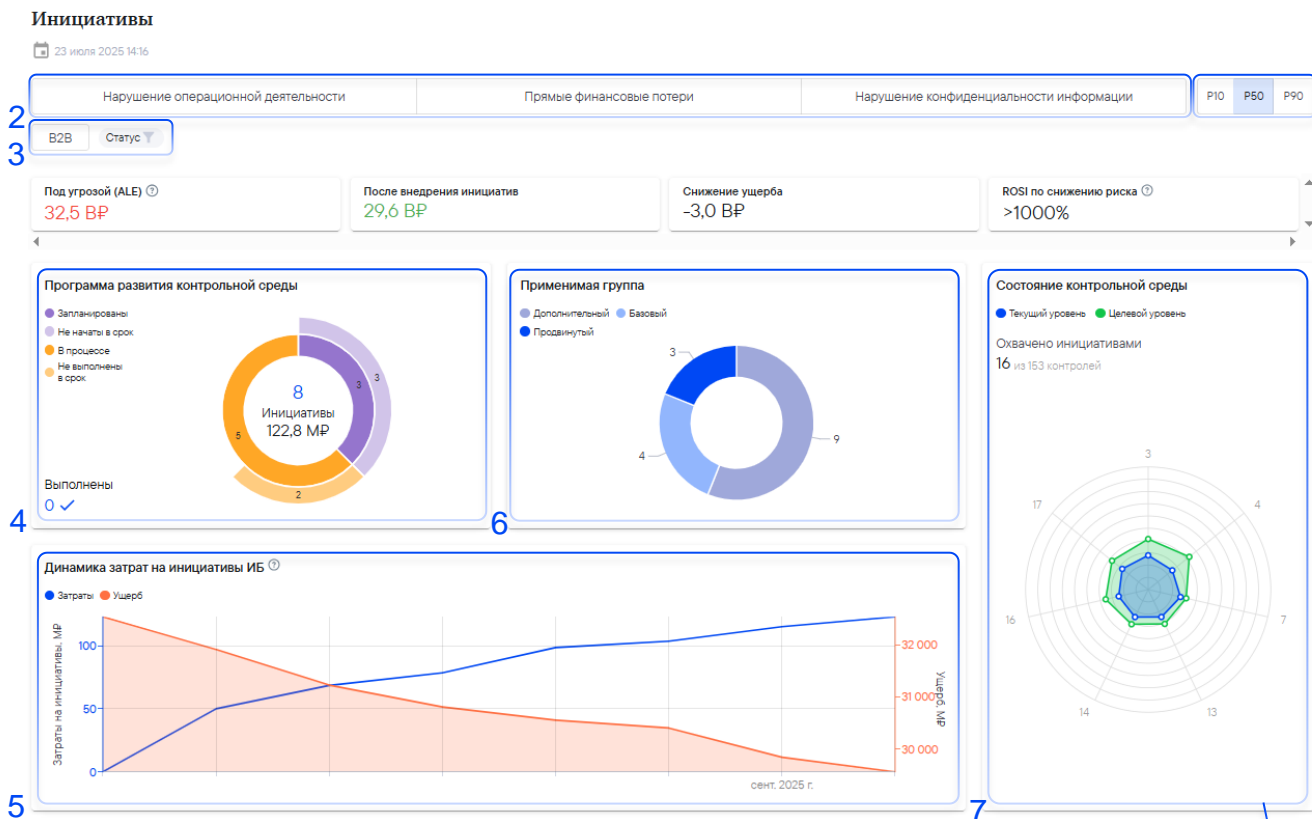 Инициативы
23 июля 2025 14:16
Нарушение операционной деятельности
Прямые финансовые потери
Нарушение конфиденциальности информации
P10 P50 P90
2
B2B Статус
3
Под угрозой (ALE) ?
32,5 B₽
После внедрения инициатив
29,6 B₽
Снижение ущерба
-3,0 B₽
ROSI по снижению риска ?
>1000%
Программа развития контрольной среды
Запланированы
Не начаты в срок
В процессе
Не выполнены
в срок
8
Инициативы
122,8 M₽
3
3
5
2
Выполнены
0
4
Применимая группа
Дополнительный Базовый
Продвинутый
3
9
4
6
Состояние контрольной среды
Текущий уровень Целевой уровень
Охвачено инициативами
16 из 153 контролей
3
17
4
16
7
14
13
7
Динамика затрат на инициативы ИБ ?
Затраты Ущерб
Затраты на инициативы, M₽
100
50
0
32 000
31 000
30 000
Ущерб, M₽
сент. 2025 г.
5